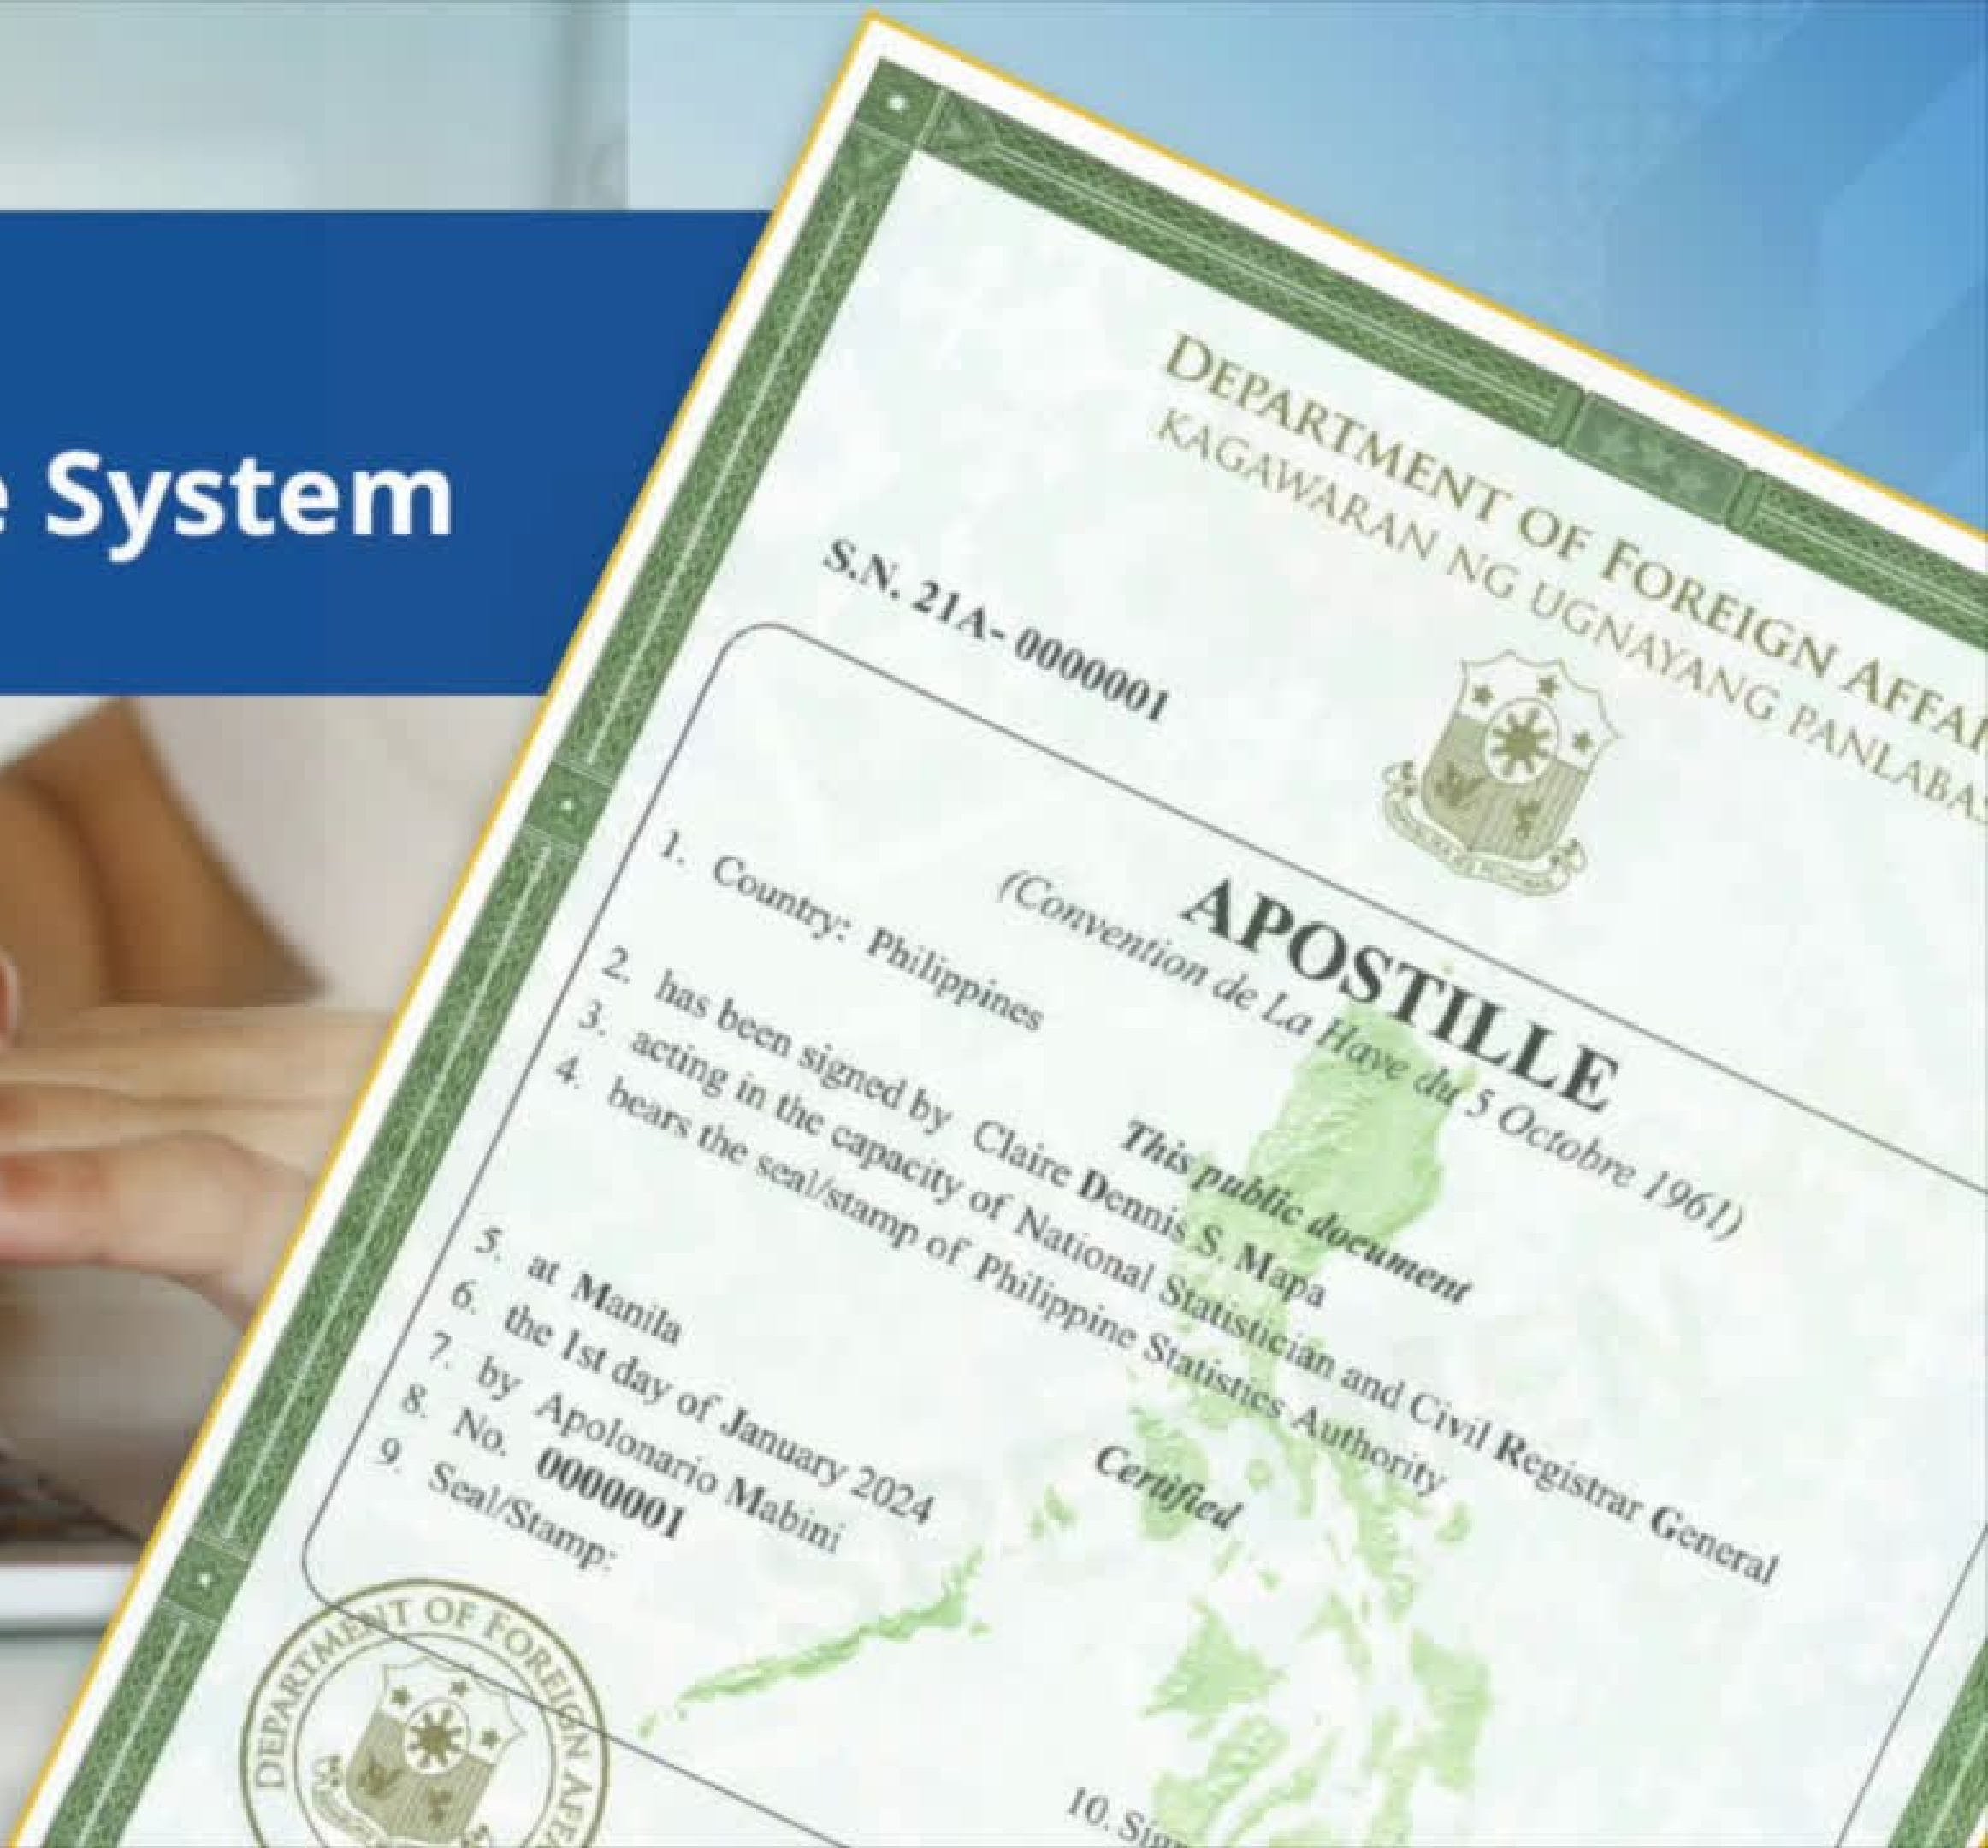 System
DEPARTMENT OF FOREIGN
KAGAWARAN NG UGNAYANG
S.N. 21A- 0000001
APOSTILLE
(Convention de La Haye du 5 Octobre 1961)
1. Country: Philippines
This public document
2. has been signed by Claire Dennis S. Mapa
3. acting in the capacity of National Statistician and Civil Registrar General
4. bears the seal/stamp of Philippine Statistics Authority
Certified
5. at Manila
6. the 1st day of January 2024
7. by Apolonario Mabini
8. No. 0000001
9. Seal/Stamp:
DEPARTMENT OF FOREIGN
10.